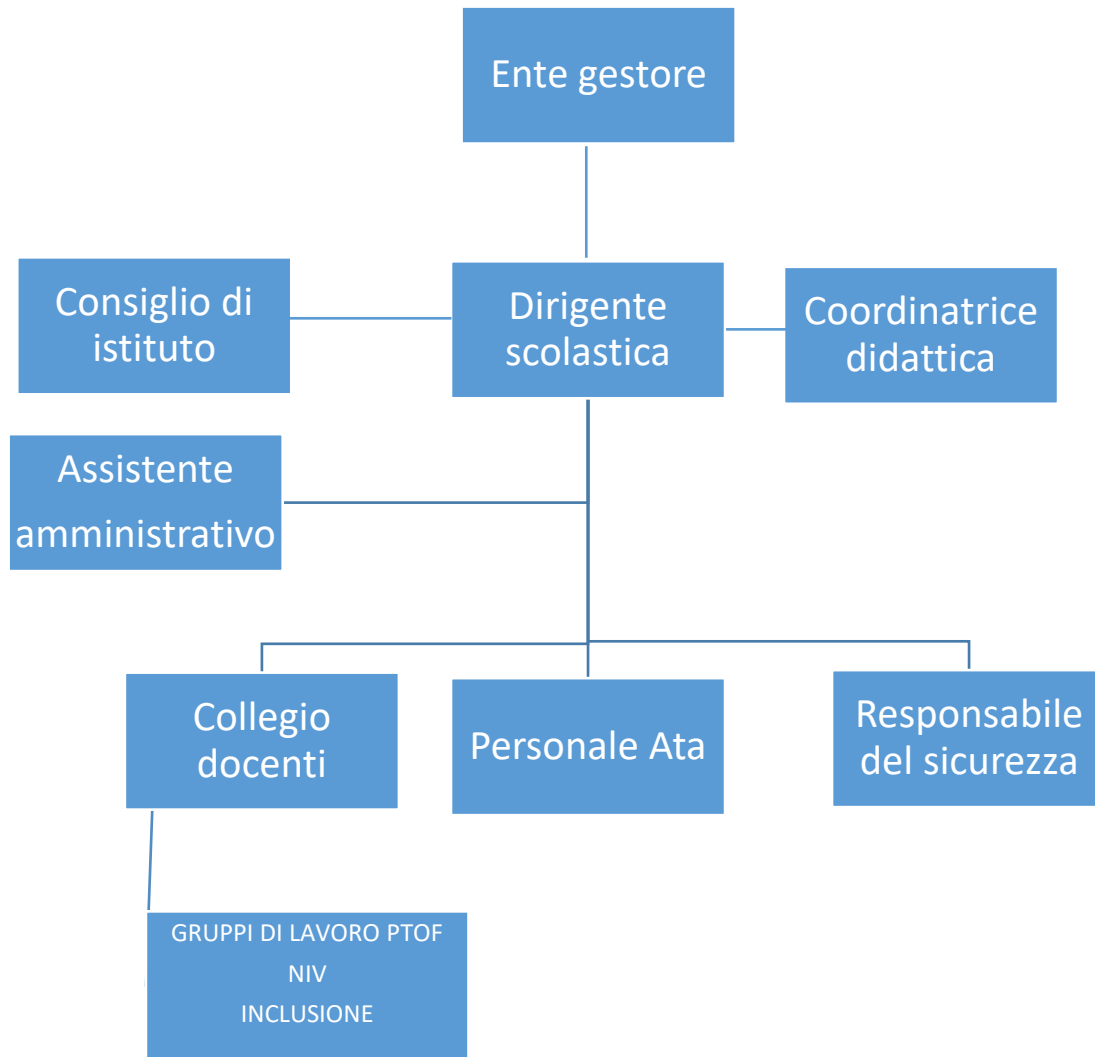 Ente gestore
Consiglio di
istituto
Dirigente
scolastica
Coordinatrice
didattica
Assistente
amministrativo
Collegio
docenti
Personale Ata
Responsabile
del sicurezza
GRUPPI DI LAVORO PTOF
NIV
INCLUSIONE